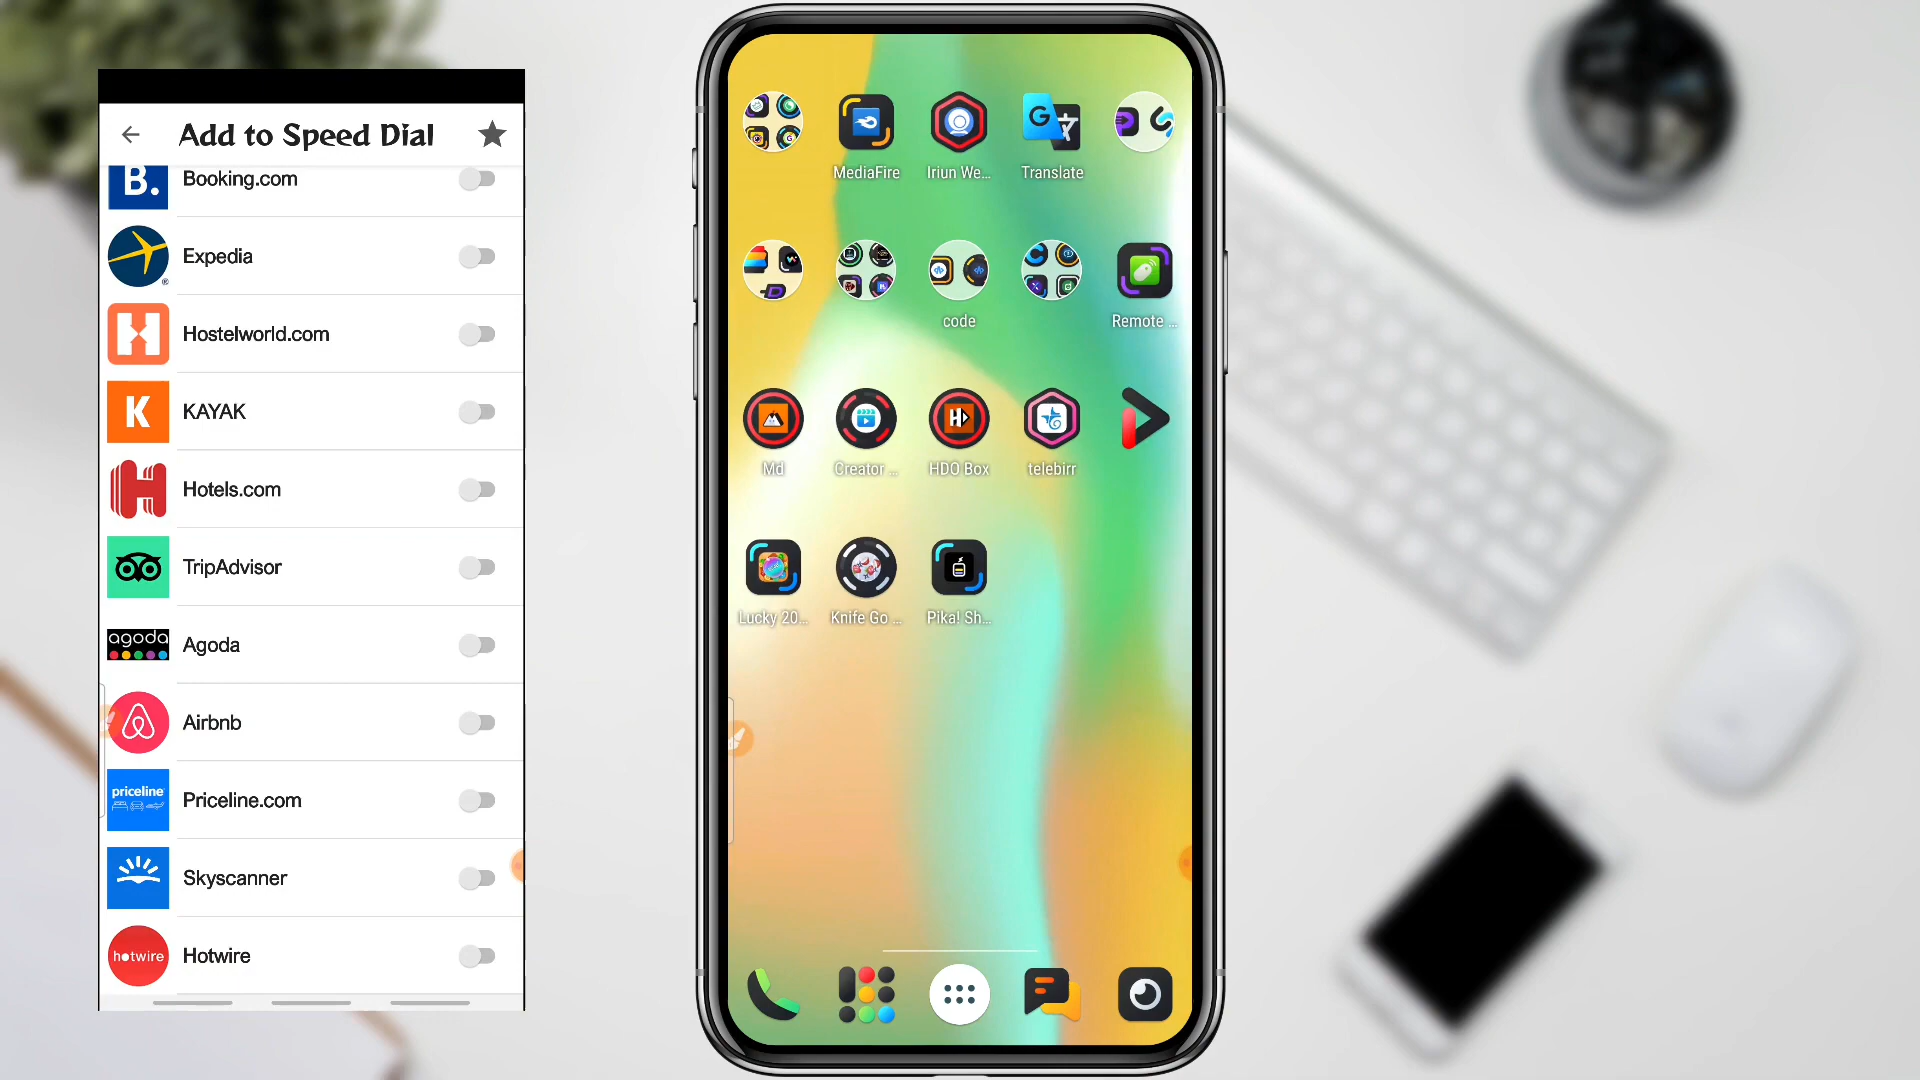 Add to Speed Dial
B.
Booking.com
Expedia
Hostelworld.com
K
KAYAK
Hotels.com
TripAdvisor
agoda
Agoda
Airbnb
priceline
Priceline.com
Skyscanner
hotwire
Hotwire
MediaFire
Iriun We...
G
Translate
code
Remote ...
Md
Creator ...
H
HDO Box
telebirr
Lucky 20...
Knife Go ...
Pika! Sh...